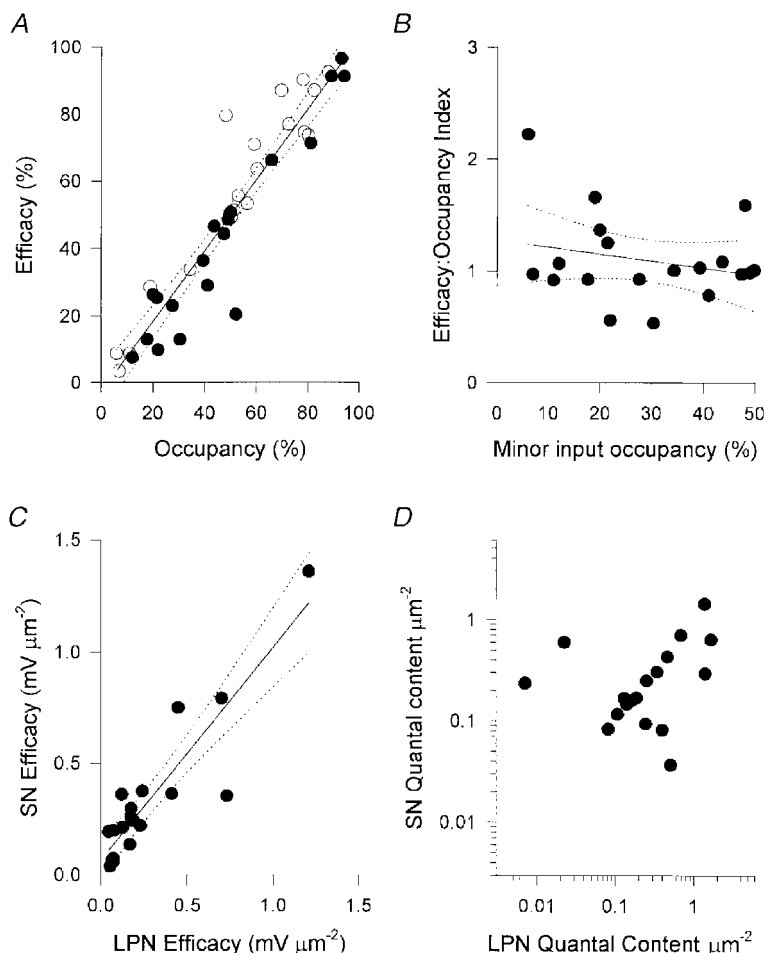 A
100
80
60
40
20
0
Efficacy (%)
0 20 40 60 80 100
Occupancy (%)
B
3
2
1
0
Efficacy:Occupancy Index
0 10 20 30 40 50
Minor input occupancy (%)
C
1.5
1.0
0.5
0.0
SN Efficacy (mV µm⁻²)
0.0 0.5 1.0 1.5
LPN Efficacy (mV µm⁻²)
D
1
0.1
0.01
SN Quantal content µm⁻²
0.01 0.1 1
LPN Quantal Content µm⁻²